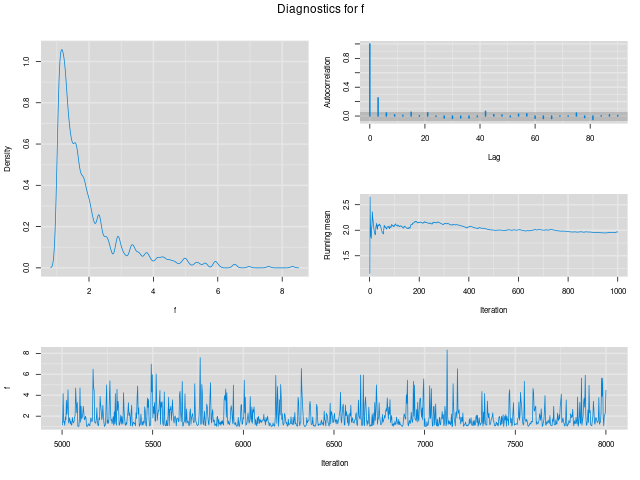 Diagnostics for f
Density
0.0 0.2 0.4 0.6 0.8 1.0
2 4 6 8
f
Autocorrelation
0.0 0.4 0.8
0 20 40 60 80
Lag
Running mean
1.5 2.0 2.5
0 200 400 600 800 1000
Iteration
f
2 4 6 8
5000 5500 6000 6500 7000 7500 8000
Iteration